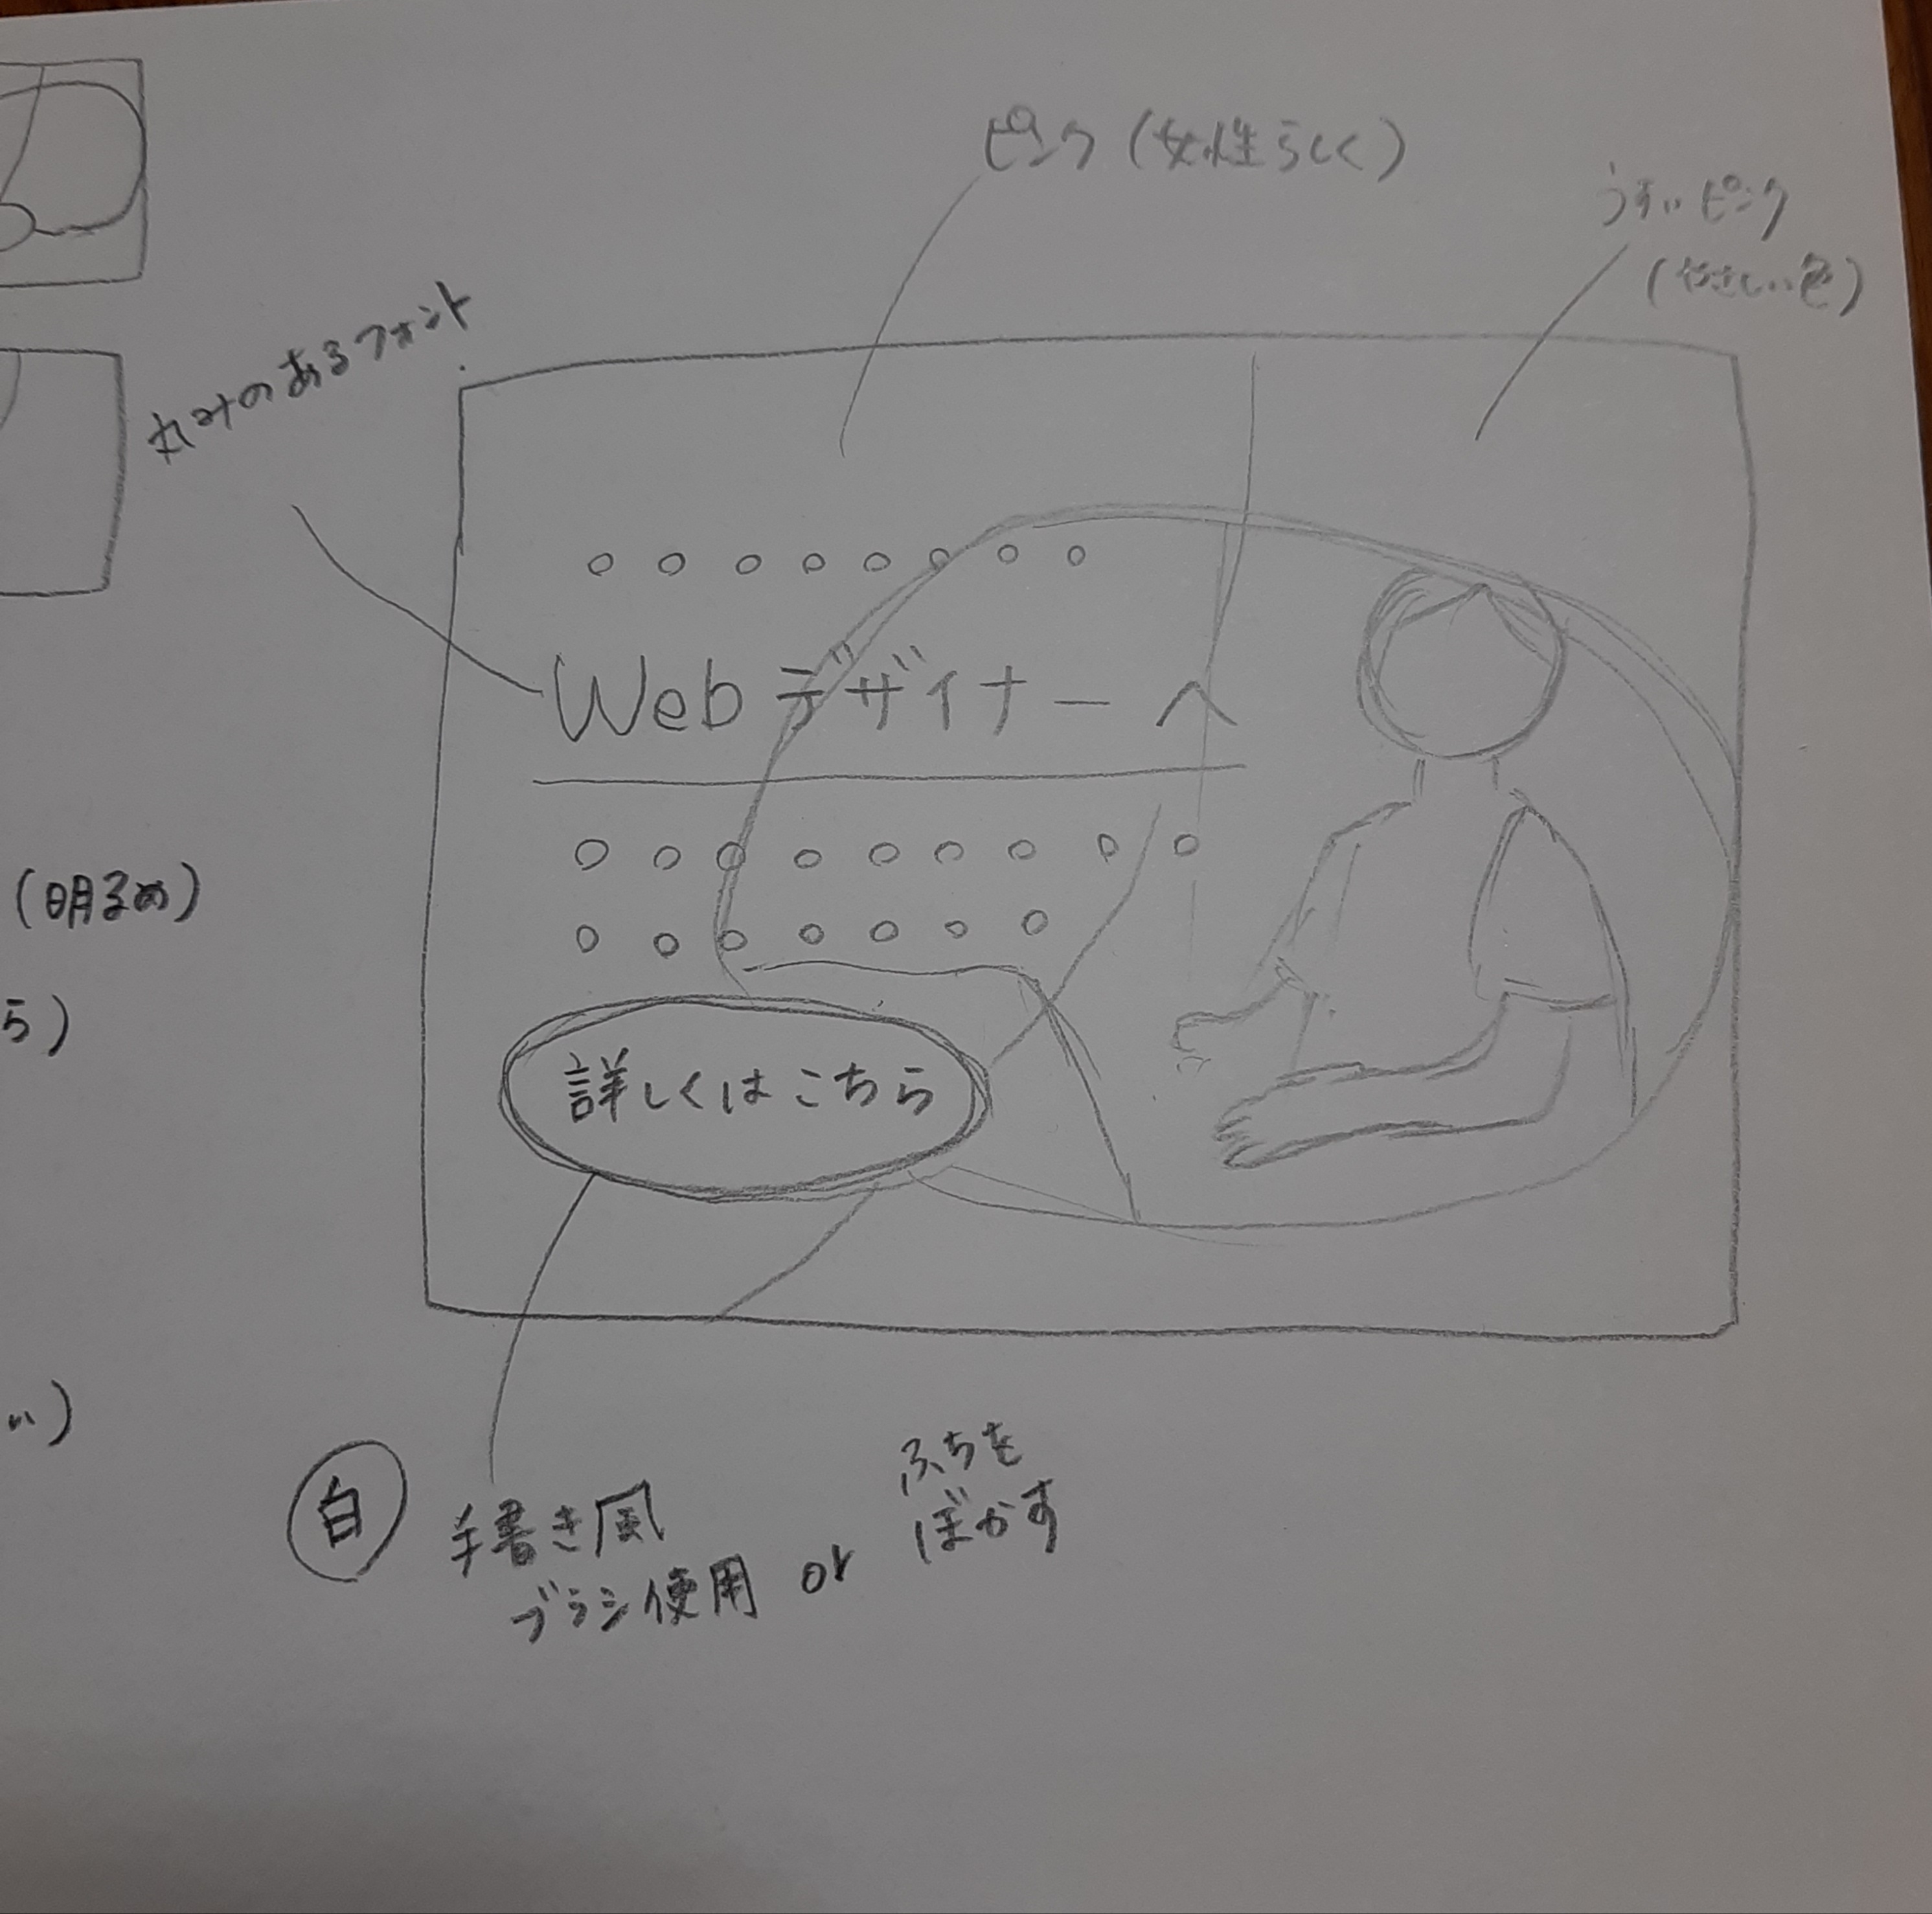 ピンク(女性らしく)
うすいピンク
(やさしい色)
丸みのあるフォント
○ ○ ○ ○ ○ ○ ○ ○
Webデザイナーへ
○ ○ ○ ○ ○ ○ ○ ○ ○
○ ○ ○ ○ ○ ○ ○
詳しくはこちら
(明るめ)
ら)
い)
白
手書き風
ブラシ使用 or
ふちを
ぼかす